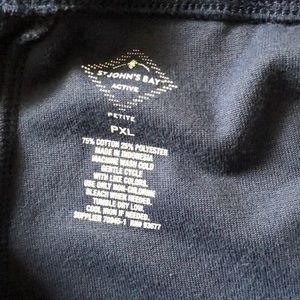 ST JOHN'S BAY
ACTIVE
PETITE
PXL
75% COTTON 25% POLYESTER
MADE IN INDONESIA
MACHINE WASH COLD
GENTLE CYCLE
WITH LIKE COLORS.
USE ONLY NON-CHLORINE
BLEACH WHEN NEEDED.
TUMBLE DRY LOW.
COOL IRON IF NEEDED.
SUPPLIER